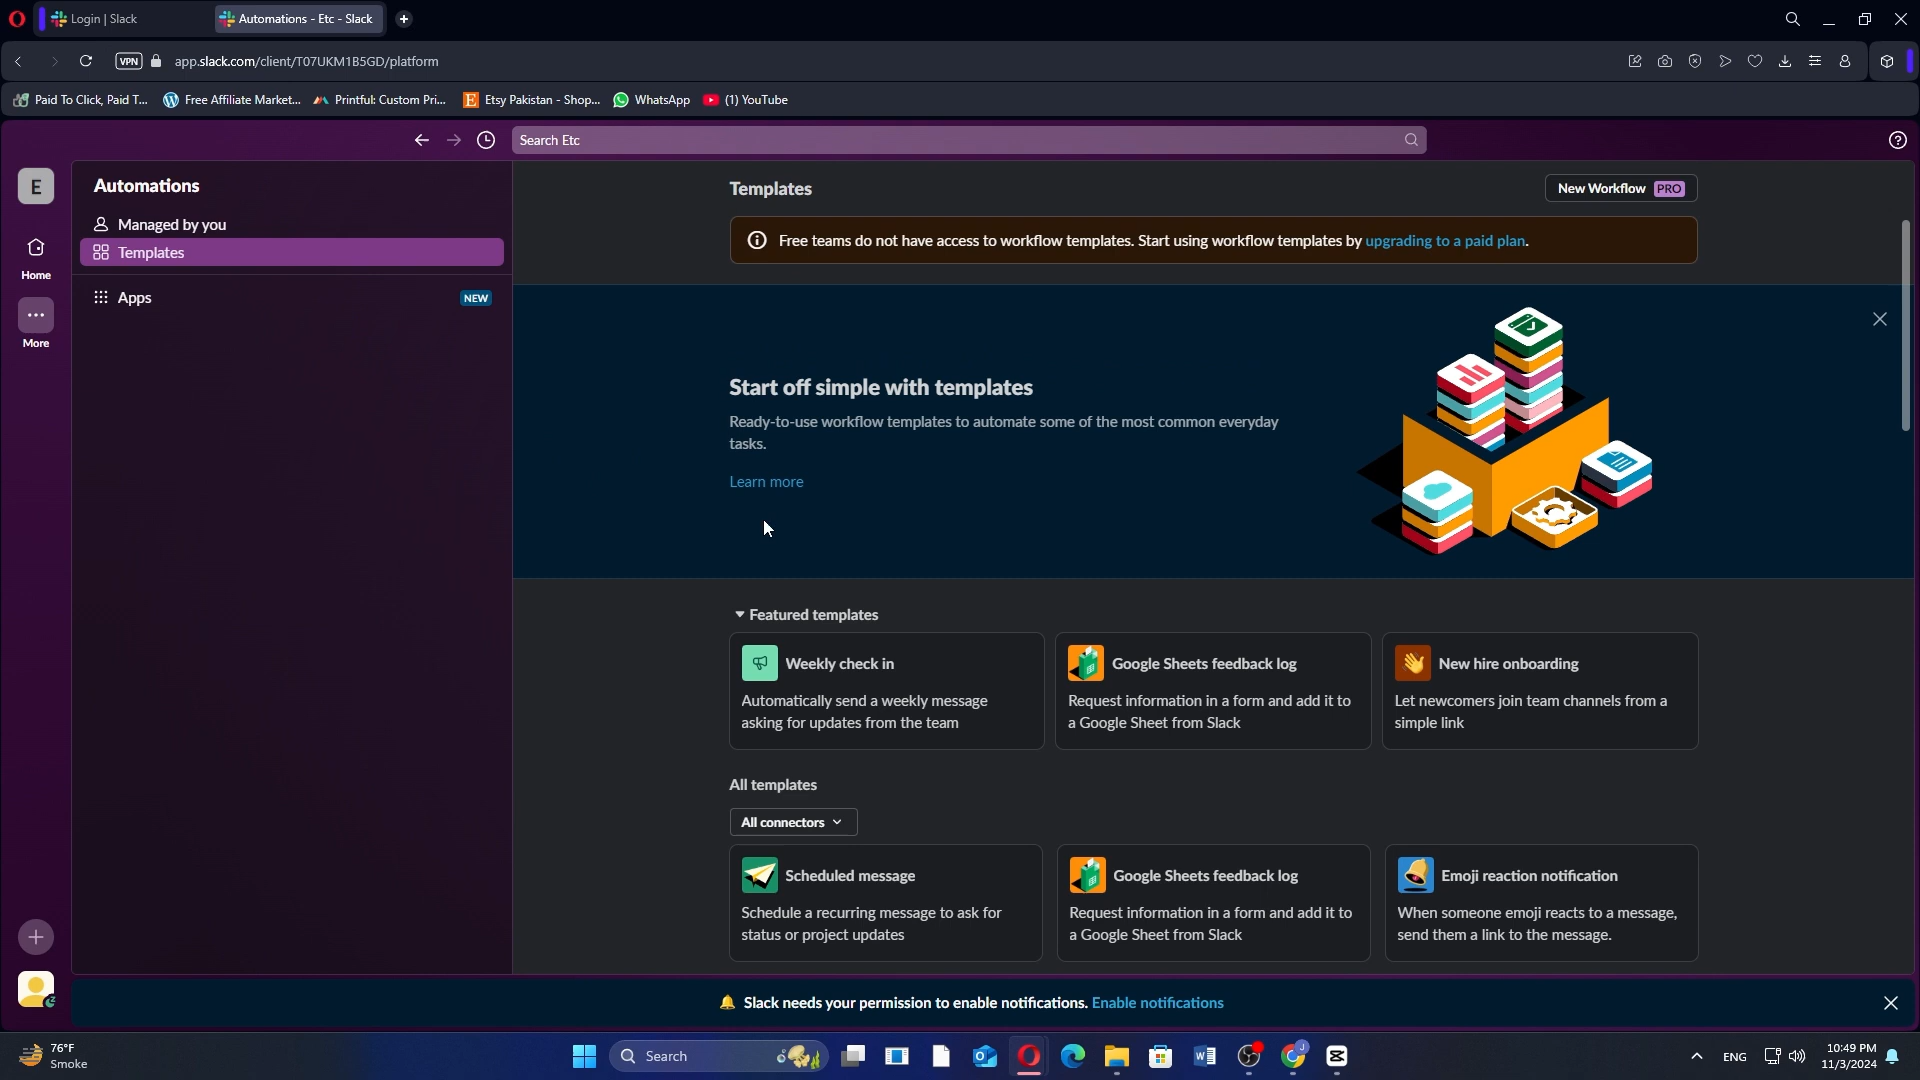 Login | Slack
Automations - Etc - Slack
VPN
app.slack.com/client/T07UKM1B5GD/platform
Paid To Click, Paid T...
Free Affiliate Market...
Printful: Custom Pri...
Etsy Pakistan - Shop...
WhatsApp
(1) YouTube
Search Etc
E
Home
More
Automations
Managed by you
Templates
Apps
NEW
Templates
New Workflow PRO
Free teams do not have access to workflow templates. Start using workflow templates by upgrading to a paid plan.
Start off simple with templates
Ready-to-use workflow templates to automate some of the most common everyday
tasks.
Learn more
Featured templates
Weekly check in
Automatically send a weekly message
asking for updates from the team
Google Sheets feedback log
Request information in a form and add it to
a Google Sheet from Slack
New hire onboarding
Let newcomers join team channels from a
simple link
All templates
All connectors
Scheduled message
Schedule a recurring message to ask for
status or project updates
Google Sheets feedback log
Request information in a form and add it to
a Google Sheet from Slack
Emoji reaction notification
When someone emoji reacts to a message,
send them a link to the message.
Slack needs your permission to enable notifications. Enable notifications
76°F
Smoke
Search
ENG
10:49 PM
11/3/2024